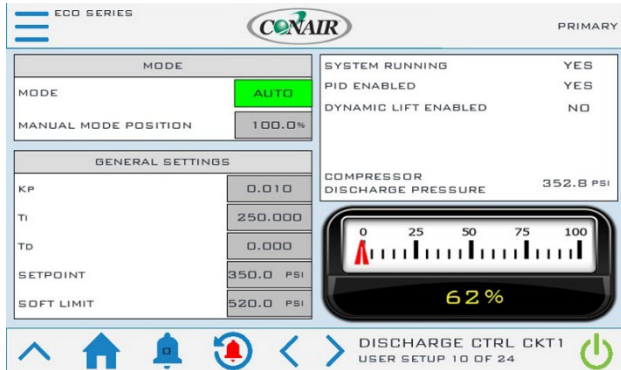 ECO SERIES
CONAIR
PRIMARY
MODE
MODE AUTO
MANUAL MODE POSITION 100.0%
GENERAL SETTINGS
KP 0.010
TI 250.000
TD 0.000
SETPOINT 350.0 PSI
SOFT LIMIT 520.0 PSI
SYSTEM RUNNING YES
PID ENABLED YES
DYNAMIC LIFT ENABLED NO
COMPRESSOR
DISCHARGE PRESSURE 352.8 PSI
0 25 50 75 100
62%
0
DISCHARGE CTRL CKT1
USER SETUP 10 OF 24